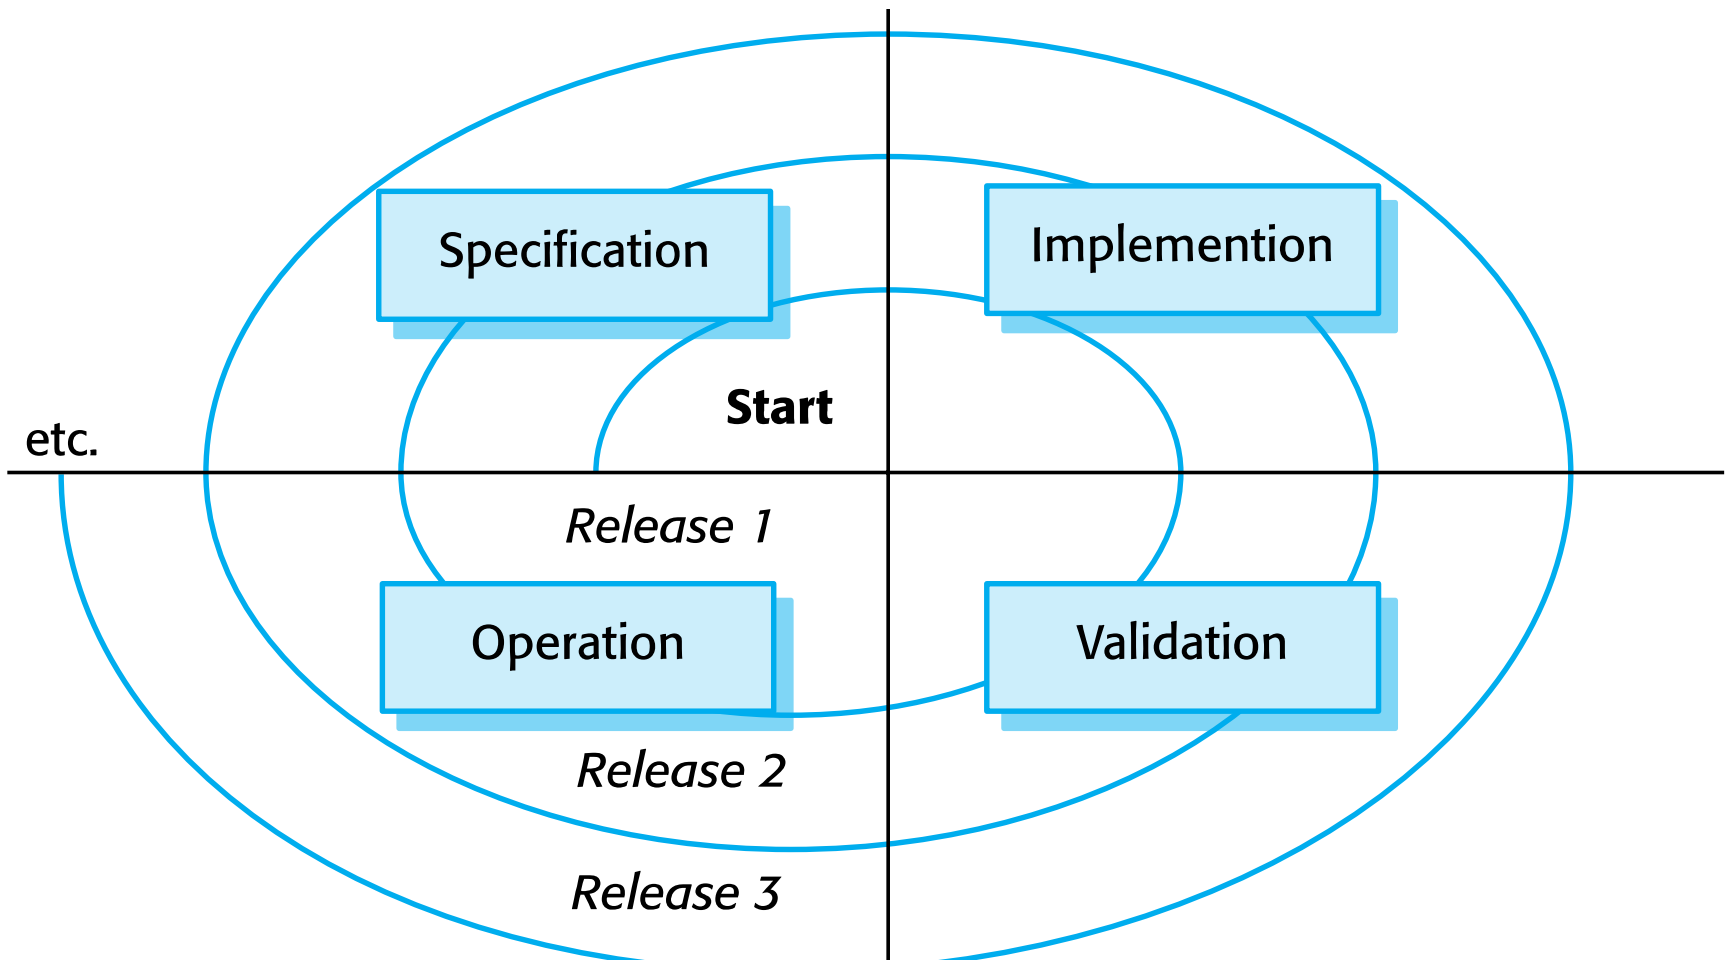 Specification
Implemention
Start
etc.
Release 1
Operation
Validation
Release 2
Release 3